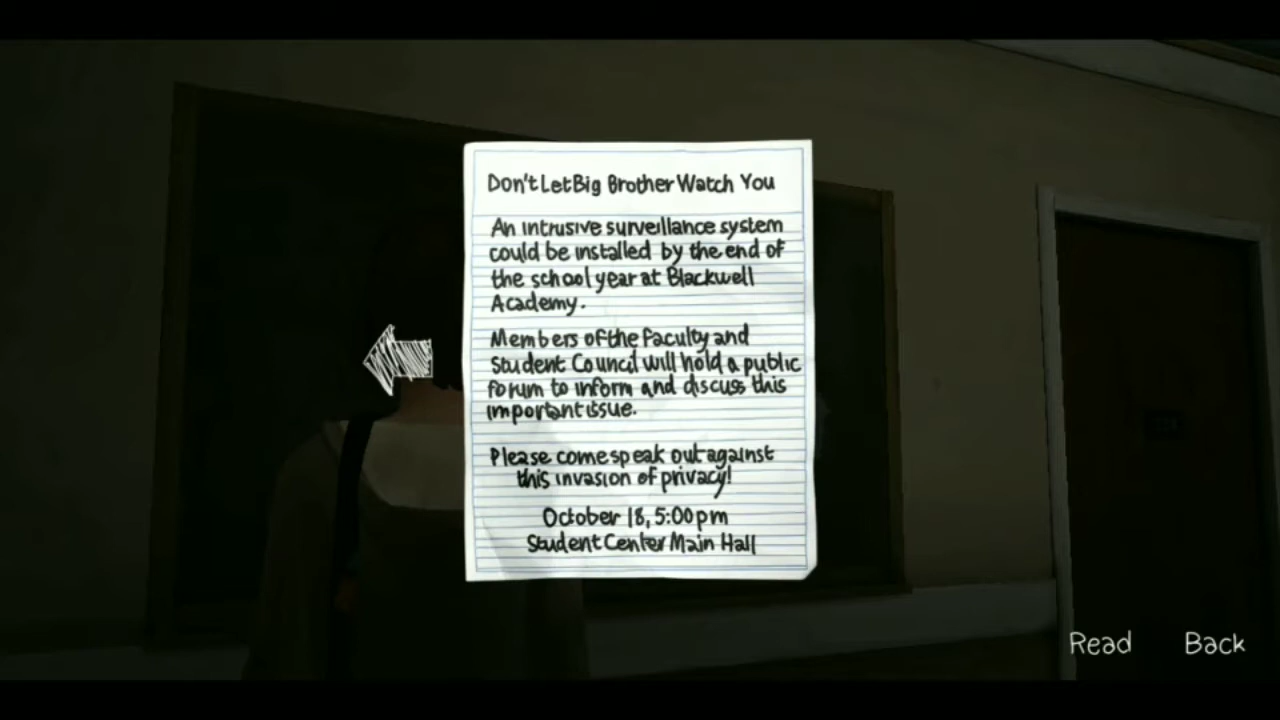 Don't Let Big Brother Watch You
An intrusive surveillance system
could be installed by the end of
the school year at Blackwell
Academy.
Members of the faculty and
Student Council will hold a public
forum to inform and discuss this
important issue.
Please come speak out against
this invasion of privacy!
October 18, 5:00pm
Student Center Main Hall
Read Back